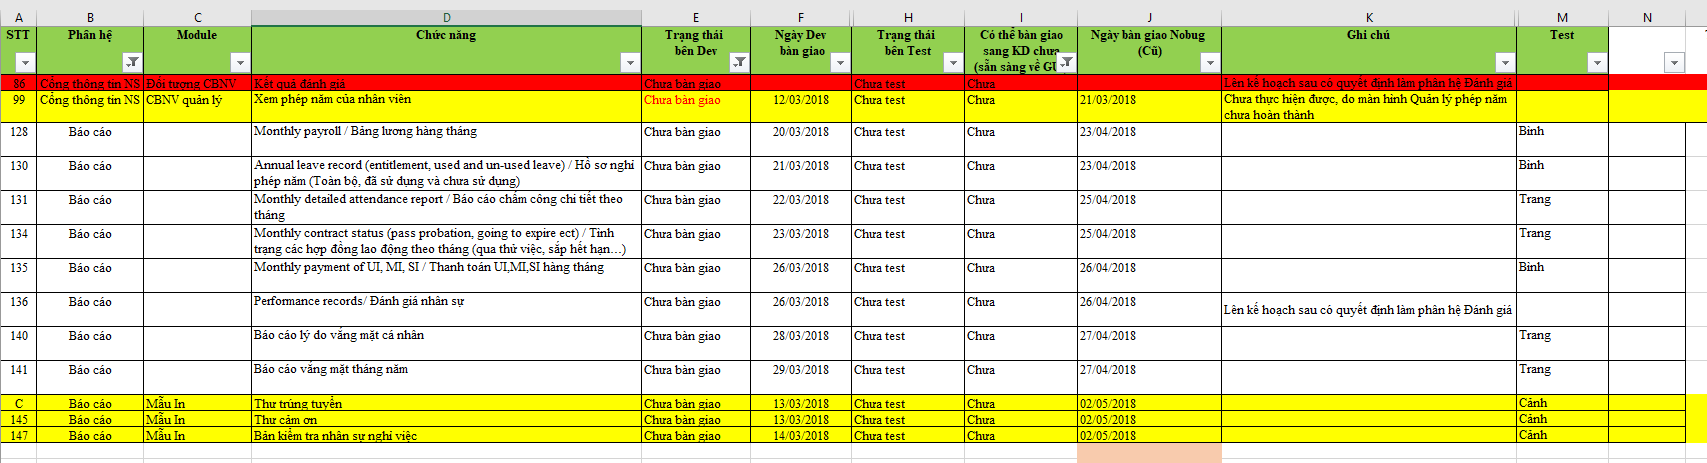 A B C D E F H I J K M N
STT Phân hệ Module Chức năng Trạng thái bên Dev Ngày Dev bàn giao Trạng thái bên Test Có thể bàn giao sang KD chưa (sẵn sàng về GU Ngày bàn giao Nobug (Cũ) Ghi chú Test
86 Cổng thông tin NS Đối tượng CBNV Kết quả đánh giá Chưa bàn giao Chưa test Chưa Lên kế hoạch sau có quyết định làm phân hệ Đánh giá
99 Cổng thông tin NS CBNV quản lý Xem phép năm của nhân viên Chưa bàn giao 12/03/2018 Chưa test Chưa 21/03/2018 Chưa thực hiện được, do màn hình Quản lý phép năm
chưa hoàn thành
128 Báo cáo Monthly payroll / Bảng lương hàng tháng Chưa bàn giao 20/03/2018 Chưa test Chưa 23/04/2018 Bình
130 Báo cáo Annual leave record (entitlement, used and un-used leave) / Hồ sơ nghỉ Chưa bàn giao 21/03/2018 Chưa test Chưa 23/04/2018 Bình
phép năm (Toàn bộ, đã sử dụng và chưa sử dụng)
131 Báo cáo Monthly detailed attendance report / Báo cáo chấm công chi tiết theo Chưa bàn giao 22/03/2018 Chưa test Chưa 25/04/2018 Trang
tháng
134 Báo cáo Monthly contract status (pass probation, going to expire ect) / Tình Chưa bàn giao 23/03/2018 Chưa test Chưa 25/04/2018 Trang
trạng các hợp đồng lao động theo tháng (qua thử việc, sắp hết hạn…)
135 Báo cáo Monthly payment of UI, MI, SI / Thanh toán UI,MI,SI hàng tháng Chưa bàn giao 26/03/2018 Chưa test Chưa 26/04/2018 Bình
136 Báo cáo Performance records/ Đánh giá nhân sự Chưa bàn giao 26/03/2018 Chưa test Chưa 26/04/2018 Lên kế hoạch sau có quyết định làm phân hệ Đánh giá
140 Báo cáo Báo cáo lý do vắng mặt cá nhân Chưa bàn giao 28/03/2018 Chưa test Chưa 27/04/2018 Trang
141 Báo cáo Báo cáo vắng mặt tháng năm Chưa bàn giao 29/03/2018 Chưa test Chưa 27/04/2018 Trang
C Báo cáo Mẫu In Thư trúng tuyển Chưa bàn giao 13/03/2018 Chưa test Chưa 02/05/2018 Cảnh
145 Báo cáo Mẫu In Thư cảm ơn Chưa bàn giao 13/03/2018 Chưa test Chưa 02/05/2018 Cảnh
147 Báo cáo Mẫu In Bản kiểm tra nhân sự nghỉ việc Chưa bàn giao 14/03/2018 Chưa test Chưa 02/05/2018 Cảnh